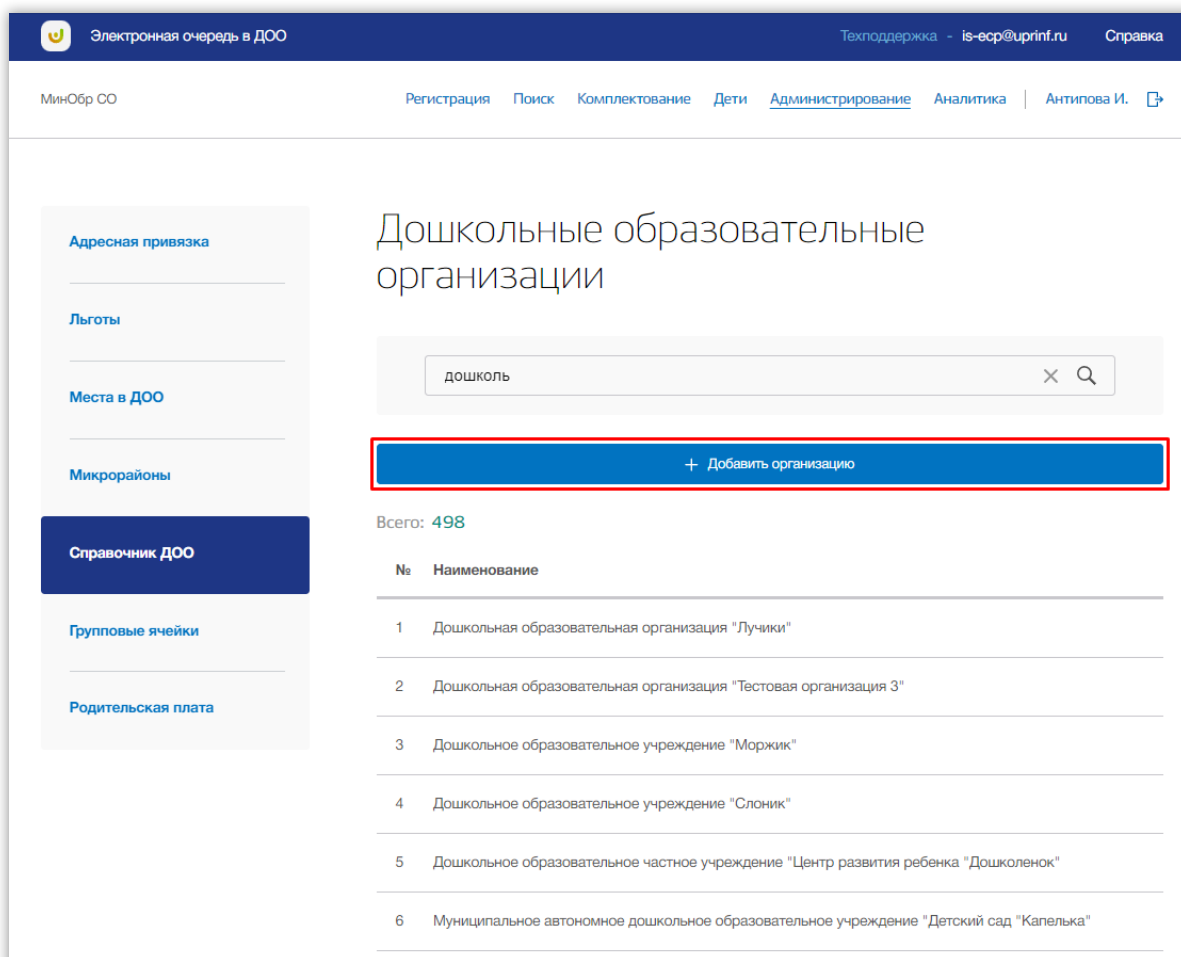 Электронная очередь в ДОО
Техподдержка - is-ecp@uprinf.ru Справка
МинОбр СО
Регистрация Поиск Комплектование Дети Администрирование Аналитика Антипова И.
Адресная привязка
Льготы
Места в ДОО
Микрорайоны
Справочник ДОО
Групповые ячейки
Родительская плата
Дошкольные образовательные
организации
дошколь
+ Добавить организацию
Всего: 498
№ Наименование
1 Дошкольная образовательная организация "Лучики"
2 Дошкольная образовательная организация "Тестовая организация 3"
3 Дошкольное образовательное учреждение "Моржик"
4 Дошкольное образовательное учреждение "Слоник"
5 Дошкольное образовательное частное учреждение "Центр развития ребенка "Дошколенок"
6 Муниципальное автономное дошкольное образовательное учреждение "Детский сад "Капелька"